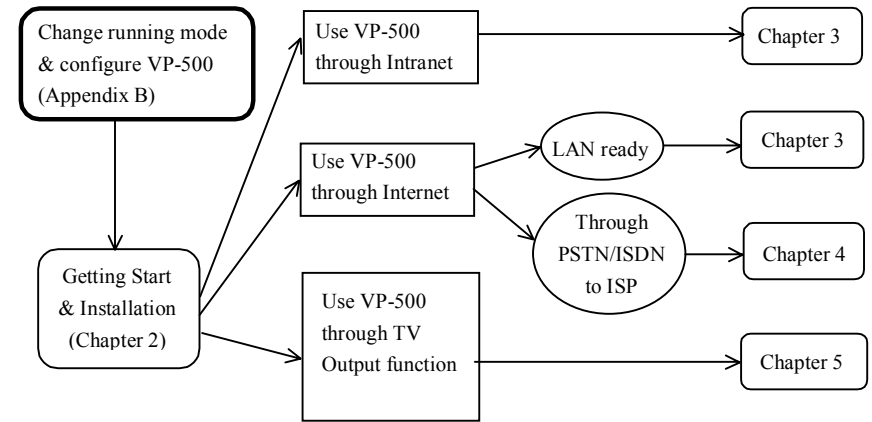 Change running mode
& configure VP-500
(Appendix B)
Use VP-500
through Intranet
Chapter 3
Use VP-500
through Internet
LAN ready
Chapter 3
Through
PSTN/ISDN
to ISP
Chapter 4
Getting Start
& Installation
(Chapter 2)
Use VP-500
through TV
Output function
Chapter 5